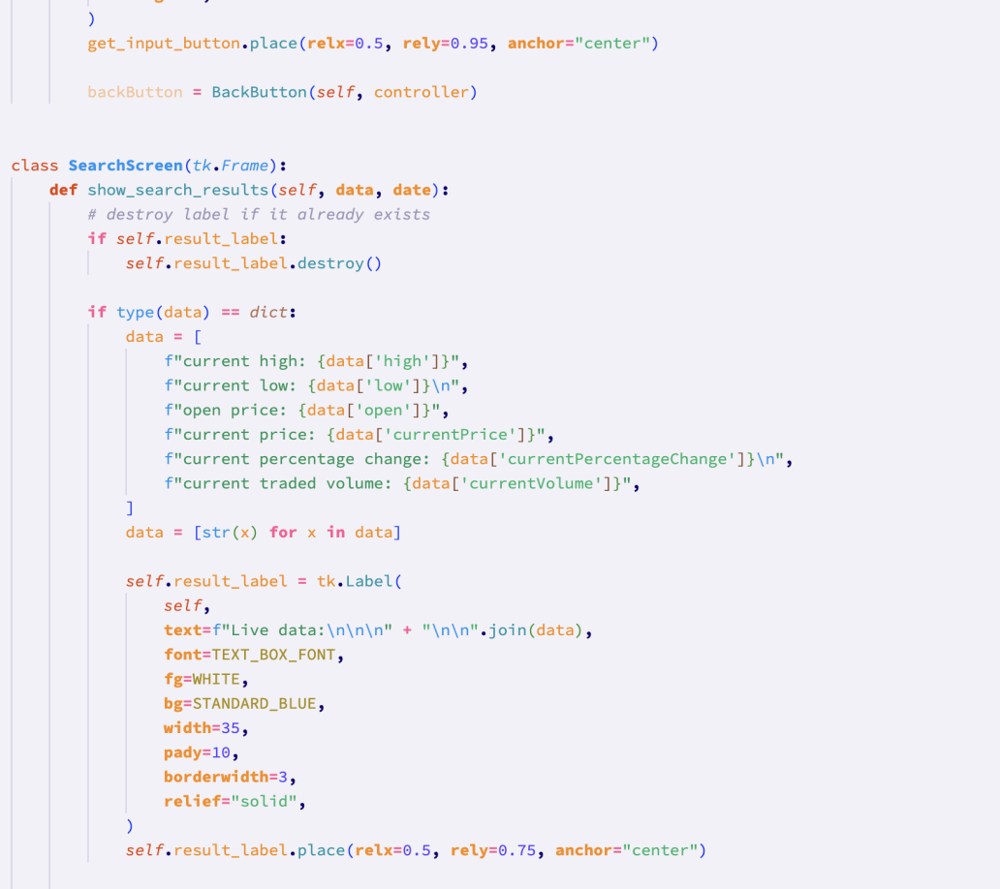 )
get_input_button.place(relx=0.5, rely=0.95, anchor="center")
backButton = BackButton(self, controller)
class SearchScreen(tk.Frame):
def show_search_results(self, data, date):
# destroy label if it already exists
if self.result_label:
self.result_label.destroy()
if type(data) == dict:
data = [
f"current high: {data['high']}",
f"current low: {data['low']}\n",
f"open price: {data['open']}",
f"current price: {data['currentPrice']}",
f"current percentage change: {data['currentPercentageChange']}\n",
f"current traded volume: {data['currentVolume']}",
]
data = [str(x) for x in data]
self.result_label = tk.Label(
self,
text=f"Live data:\n\n\n" + "\n\n".join(data),
font=TEXT_BOX_FONT,
fg=WHITE,
bg=STANDARD_BLUE,
width=35,
pady=10,
borderwidth=3,
relief="solid",
)
self.result_label.place(relx=0.5, rely=0.75, anchor="center")